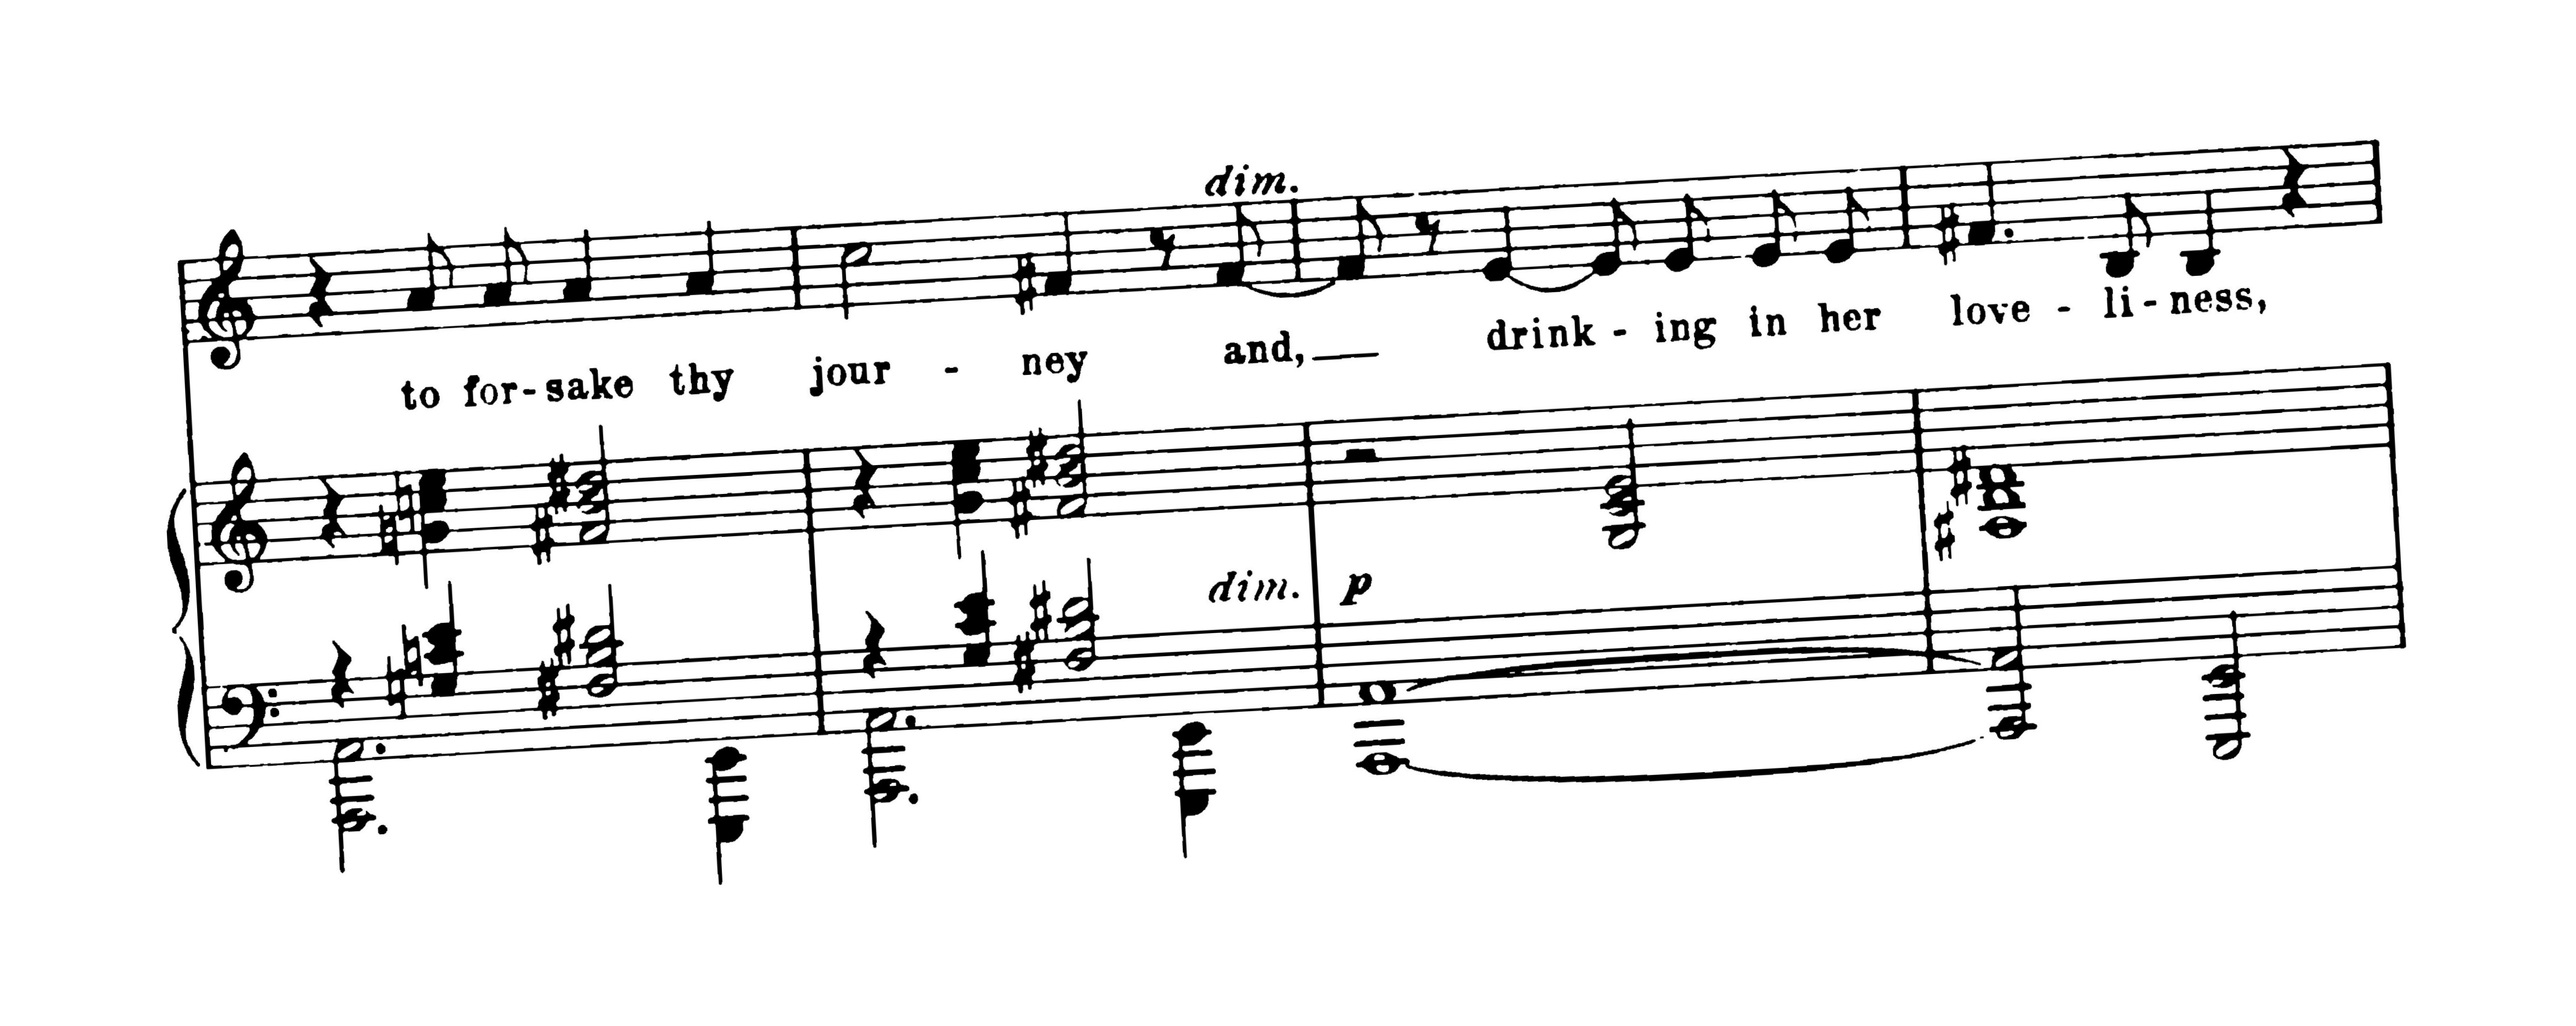 dim.
to for-sake thy jour - ney and, drink - ing in her love - li - ness,
dim. p